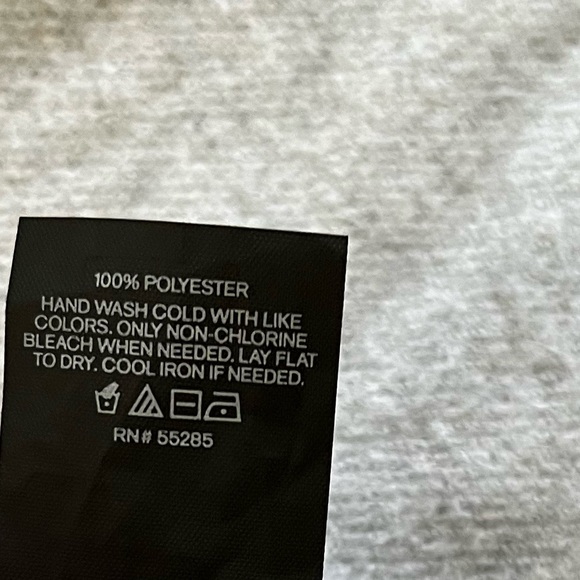 100% POLYESTER
HAND WASH COLD WITH LIKE
COLORS. ONLY NON-CHLORINE
BLEACH WHEN NEEDED. LAY FLAT
TO DRY. COOL IRON IF NEEDED.
RN# 55285